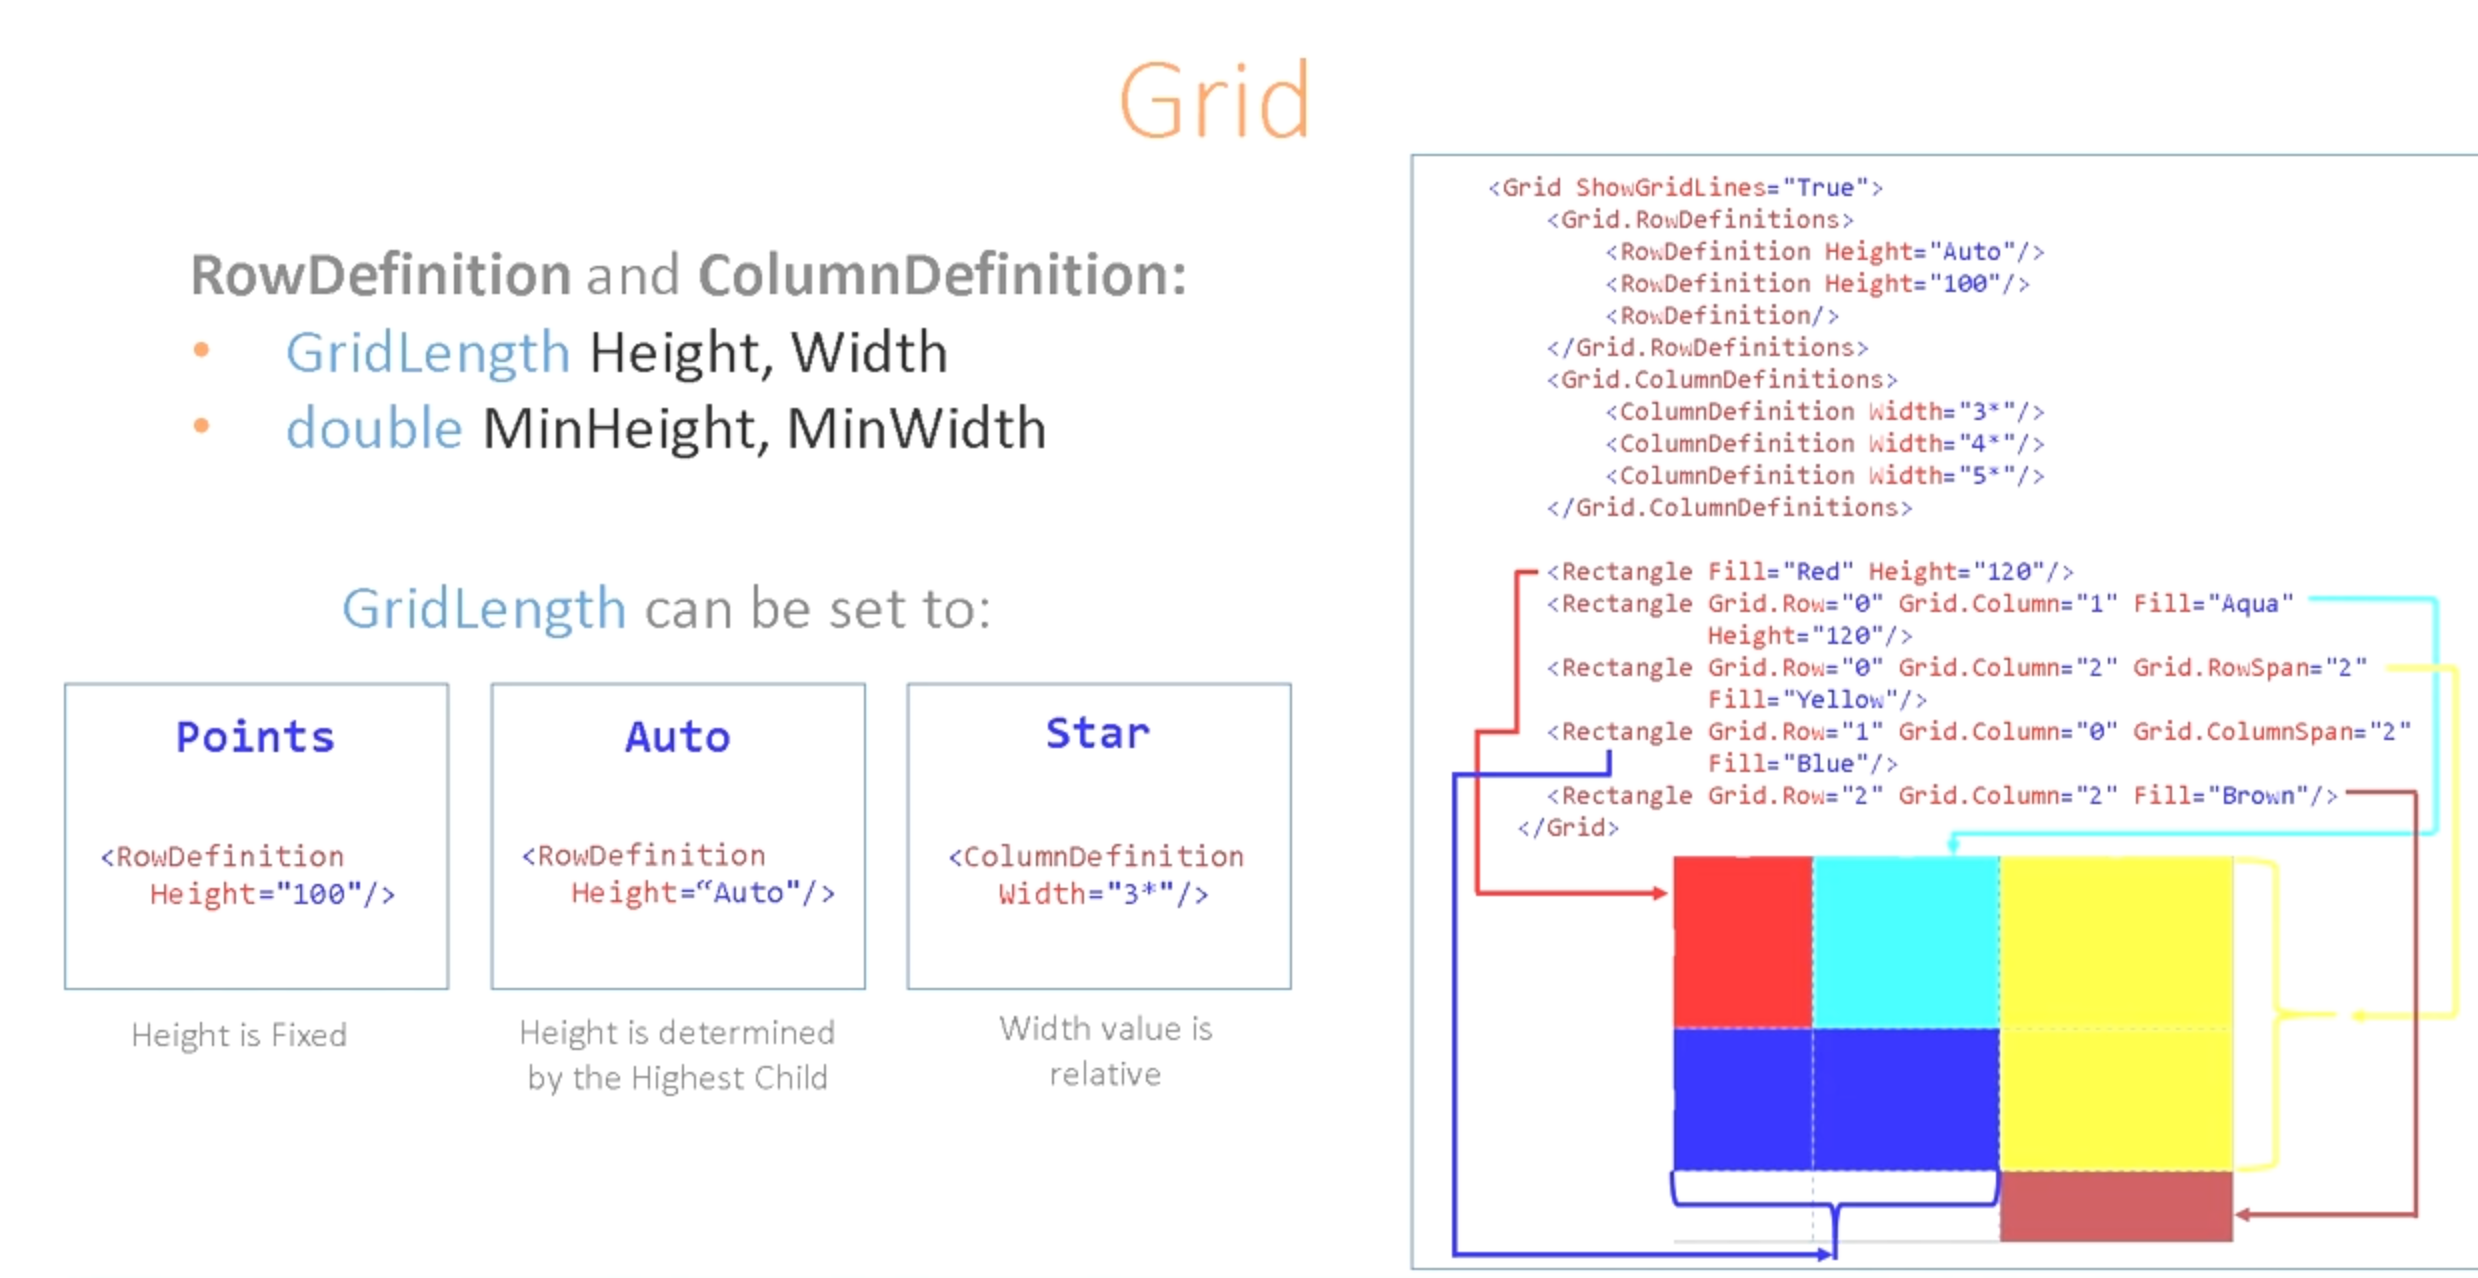 Grid
RowDefinition and ColumnDefinition:
• GridLength Height, Width
• double MinHeight, MinWidth
GridLength can be set to:
Points
<RowDefinition
Height="100"/>
Height is Fixed
Auto
<RowDefinition
Height=“Auto"/>
Height is determined
by the Highest Child
Star
<ColumnDefinition
Width="3*"/>
Width value is
relative
<Grid ShowGridLines="True">
<Grid.RowDefinitions>
<RowDefinition Height="Auto"/>
<RowDefinition Height="100"/>
<RowDefinition/>
</Grid.RowDefinitions>
<Grid.ColumnDefinitions>
<ColumnDefinition Width="3*"/>
<ColumnDefinition Width="4*"/>
<ColumnDefinition Width="5*"/>
</Grid.ColumnDefinitions>
<Rectangle Fill="Red" Height="120"/>
<Rectangle Grid.Row="0" Grid.Column="1" Fill="Aqua"
Height="120"/>
<Rectangle Grid.Row="0" Grid.Column="2" Grid.RowSpan="2"
Fill="Yellow"/>
<Rectangle Grid.Row="1" Grid.Column="0" Grid.ColumnSpan="2"
Fill="Blue"/>
<Rectangle Grid.Row="2" Grid.Column="2" Fill="Brown"/>
</Grid>